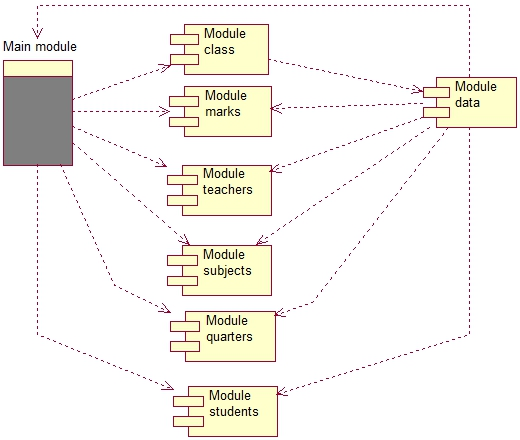 Main module
Module
class
Module
marks
Module
data
Module
teachers
Module
subjects
Module
quarters
Module
students